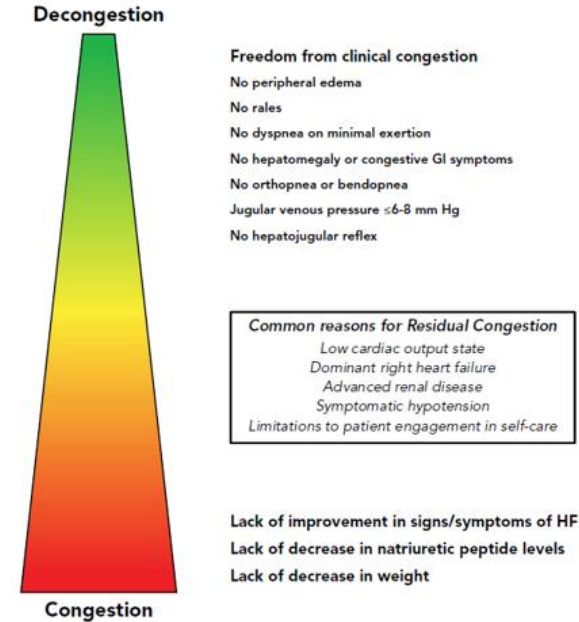 Decongestion
Freedom from clinical congestion
No peripheral edema
No rales
No dyspnea on minimal exertion
No hepatomegaly or congestive GI symptoms
No orthopnea or bendopnea
Jugular venous pressure ≤6-8 mm Hg
No hepatojugular reflex
Common reasons for Residual Congestion
Low cardiac output state
Dominant right heart failure
Advanced renal disease
Symptomatic hypotension
Limitations to patient engagement in self-care
Lack of improvement in signs/symptoms of HF
Lack of decrease in natriuretic peptide levels
Lack of decrease in weight
Congestion